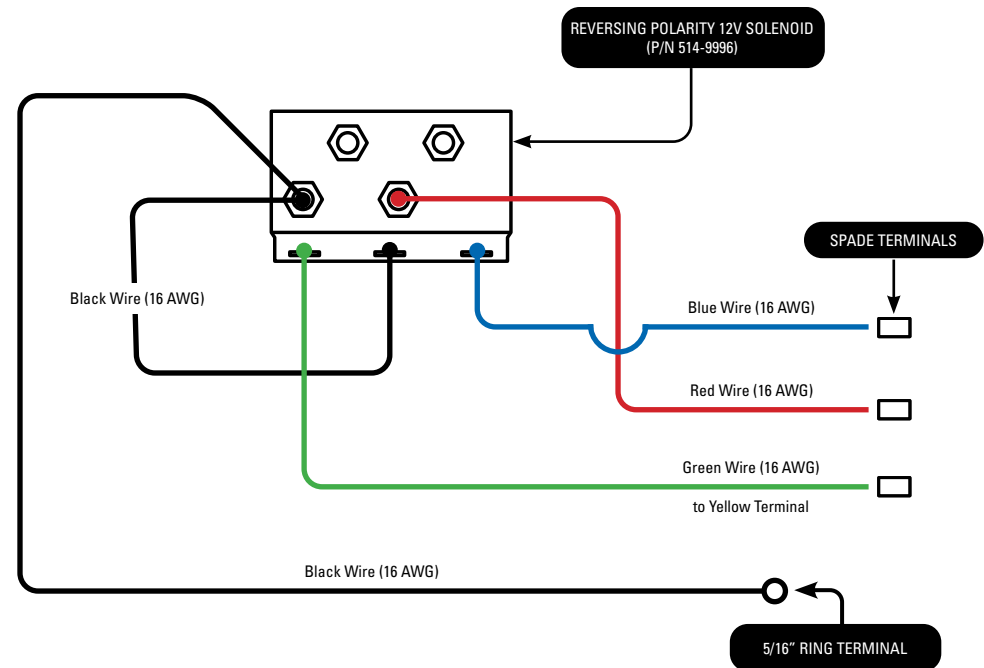 REVERSING POLARITY 12V SOLENOID
(P/N 514-9996)
SPADE TERMINALS
Black Wire (16 AWG)
Blue Wire (16 AWG)
Red Wire (16 AWG)
Green Wire (16 AWG)
to Yellow Terminal
Black Wire (16 AWG)
5/16” RING TERMINAL